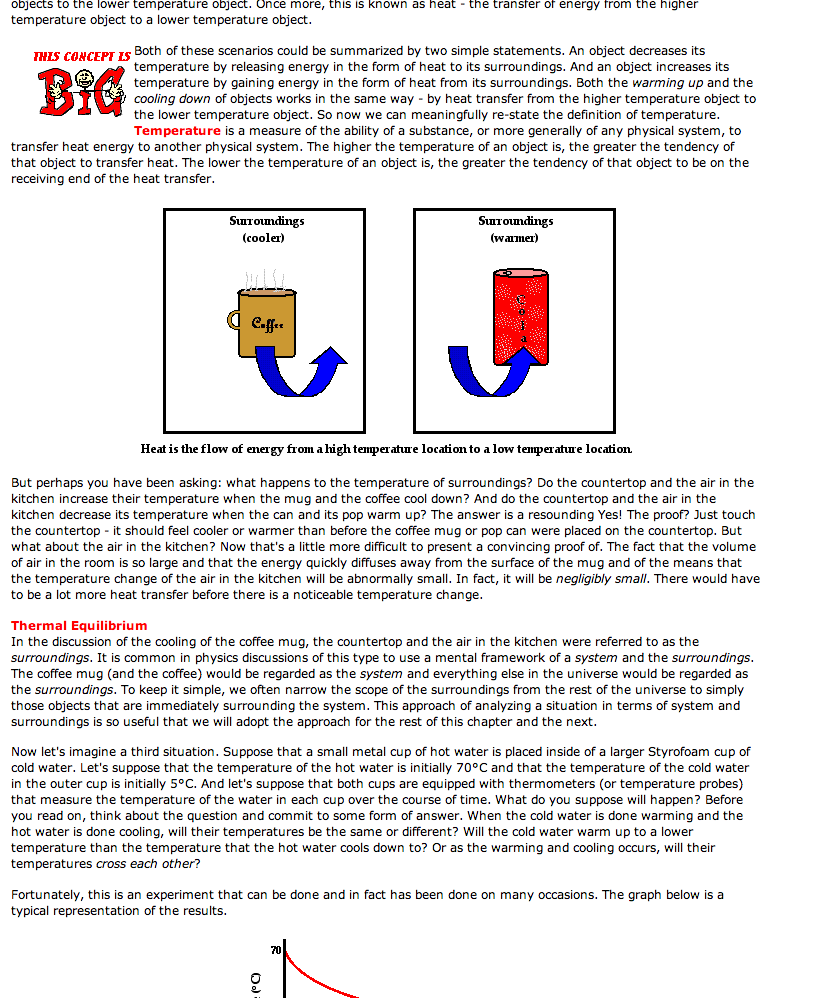 objects to the lower temperature object. Once more, this is known as heat - the transfer of energy from the higher
temperature object to a lower temperature object.
THIS CONCEPT IS
BIG
Both of these scenarios could be summarized by two simple statements. An object decreases its
temperature by releasing energy in the form of heat to its surroundings. And an object increases its
temperature by gaining energy in the form of heat from its surroundings. Both the warming up and the
cooling down of objects works in the same way - by heat transfer from the higher temperature object to
the lower temperature object. So now we can meaningfully re-state the definition of temperature.
Temperature is a measure of the ability of a substance, or more generally of any physical system, to
transfer heat energy to another physical system. The higher the temperature of an object is, the greater the tendency of
that object to transfer heat. The lower the temperature of an object is, the greater the tendency of that object to be on the
receiving end of the heat transfer.
Surroundings
(cooler)
Coffee
Surroundings
(warmer)
Cola
Heat is the flow of energy from a high temperature location to a low temperature location.
But perhaps you have been asking: what happens to the temperature of surroundings? Do the countertop and the air in the
kitchen increase their temperature when the mug and the coffee cool down? And do the countertop and the air in the
kitchen decrease its temperature when the can and its pop warm up? The answer is a resounding Yes! The proof? Just touch
the countertop - it should feel cooler or warmer than before the coffee mug or pop can were placed on the countertop. But
what about the air in the kitchen? Now that's a little more difficult to present a convincing proof of. The fact that the volume
of air in the room is so large and that the energy quickly diffuses away from the surface of the mug and of the means that
the temperature change of the air in the kitchen will be abnormally small. In fact, it will be negligibly small. There would have
to be a lot more heat transfer before there is a noticeable temperature change.
Thermal Equilibrium
In the discussion of the cooling of the coffee mug, the countertop and the air in the kitchen were referred to as the
surroundings. It is common in physics discussions of this type to use a mental framework of a system and the surroundings.
The coffee mug (and the coffee) would be regarded as the system and everything else in the universe would be regarded as
the surroundings. To keep it simple, we often narrow the scope of the surroundings from the rest of the universe to simply
those objects that are immediately surrounding the system. This approach of analyzing a situation in terms of system and
surroundings is so useful that we will adopt the approach for the rest of this chapter and the next.
Now let's imagine a third situation. Suppose that a small metal cup of hot water is placed inside of a larger Styrofoam cup of
cold water. Let's suppose that the temperature of the hot water is initially 70°C and that the temperature of the cold water
in the outer cup is initially 5°C. And let's suppose that both cups are equipped with thermometers (or temperature probes)
that measure the temperature of the water in each cup over the course of time. What do you suppose will happen? Before
you read on, think about the question and commit to some form of answer. When the cold water is done warming and the
hot water is done cooling, will their temperatures be the same or different? Will the cold water warm up to a lower
temperature than the temperature that the hot water cools down to? Or as the warming and cooling occurs, will their
temperatures cross each other?
Fortunately, this is an experiment that can be done and in fact has been done on many occasions. The graph below is a
typical representation of the results.
70
(°C)